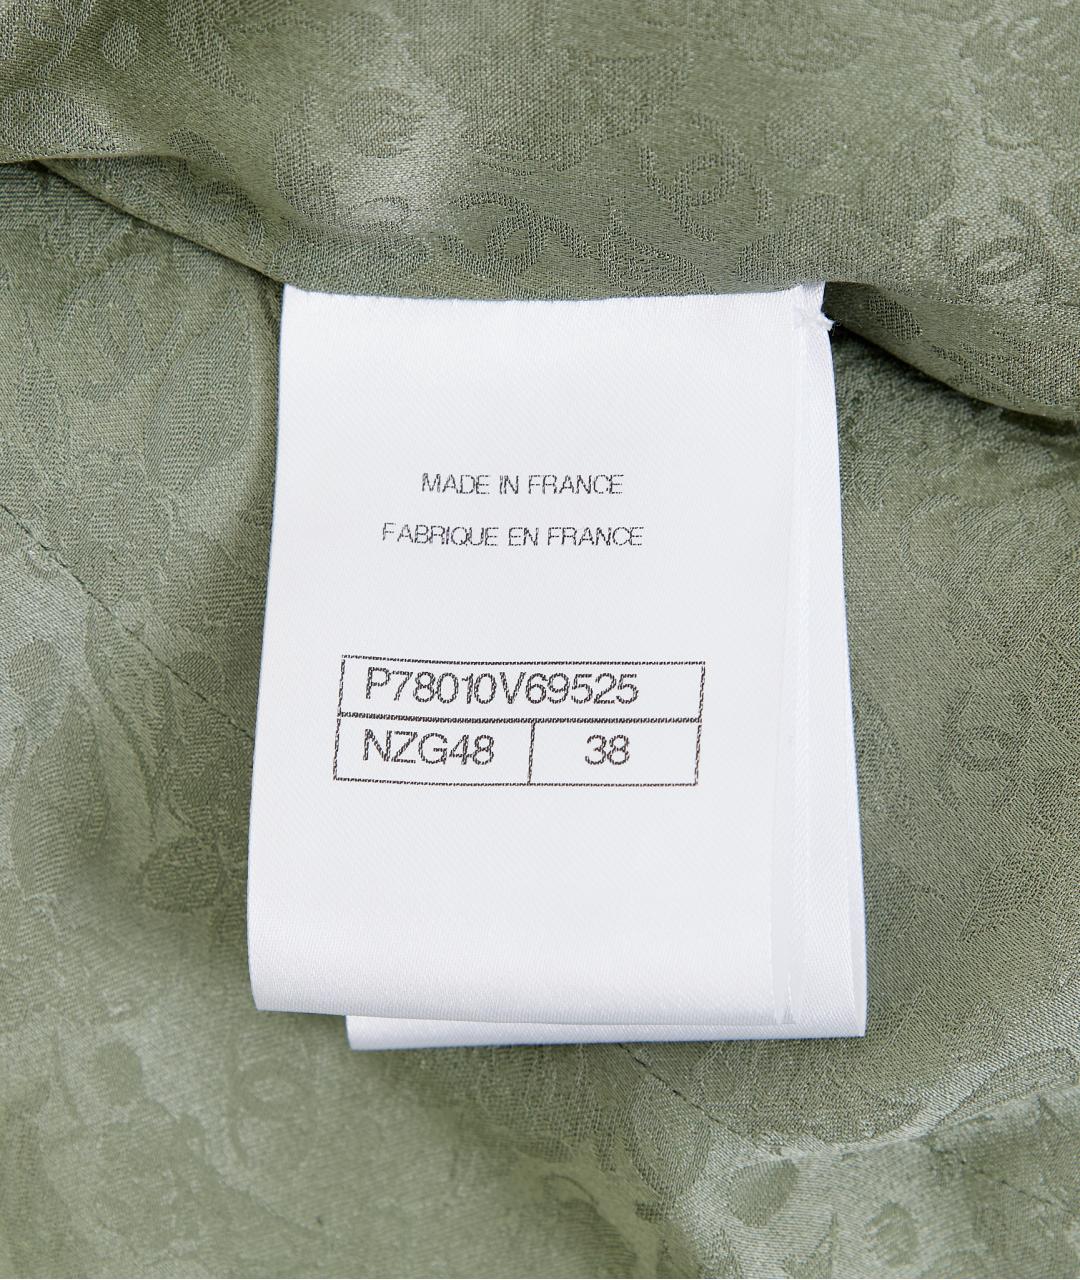 MADE IN FRANCE
FABRIQUE EN FRANCE
P78010V69525
NZG48 38